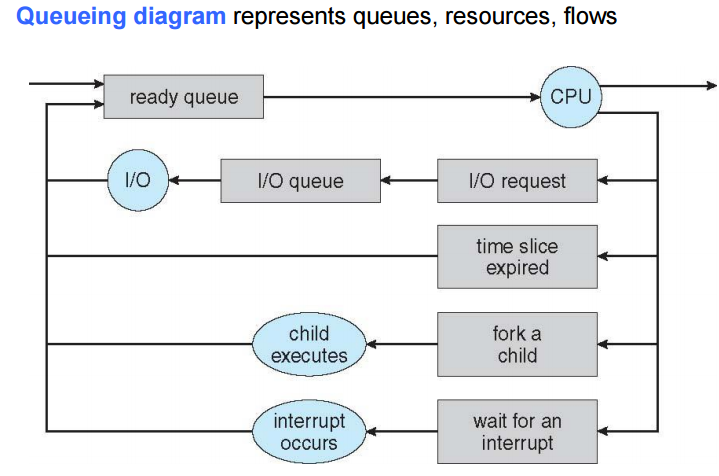 Queueing diagram represents queues, resources, flows
ready queue
CPU
I/O
I/O queue
I/O request
time slice
expired
child
executes
fork a
child
interrupt
occurs
wait for an
interrupt